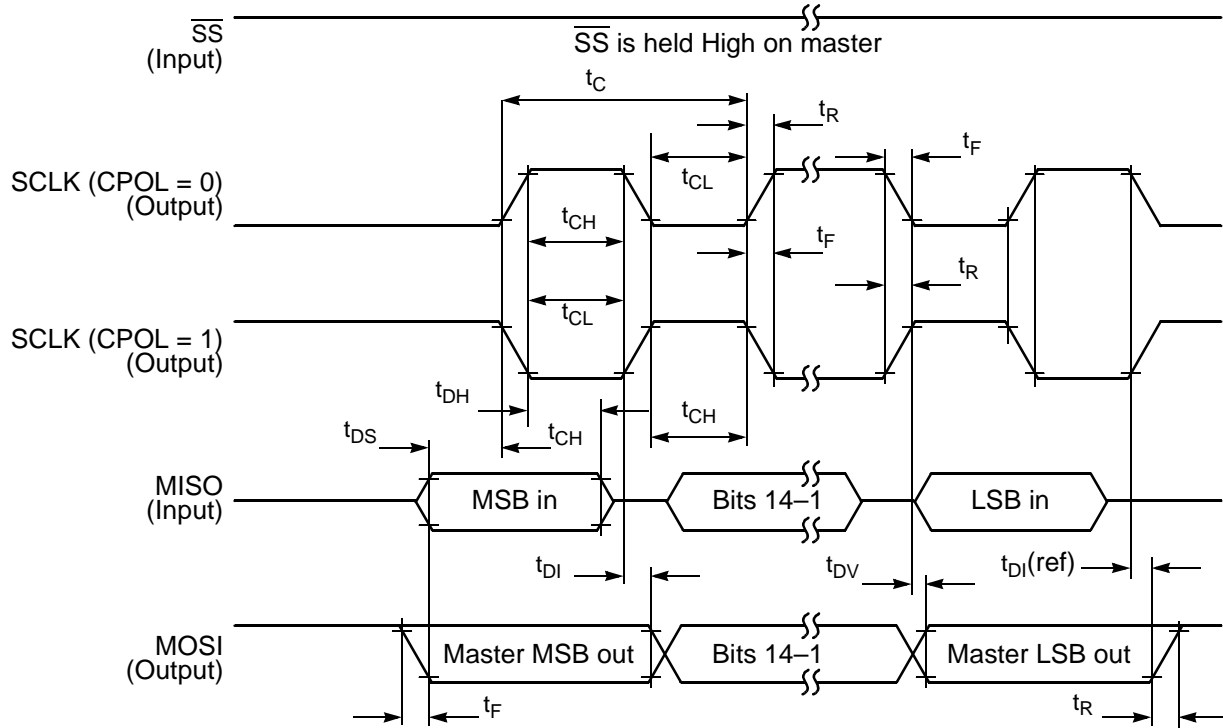 SS
(Input)
SS is held High on master
tC
tR
tF
SCLK (CPOL = 0)
(Output)
tCL
tCH
tF
tR
tCL
SCLK (CPOL = 1)
(Output)
tDH
tCH
tDS
tCH
MISO
(Input)
MSB in
Bits 14–1
LSB in
tDI
tDV
tDI(ref)
MOSI
(Output)
Master MSB out
Bits 14–1
Master LSB out
tF
tR